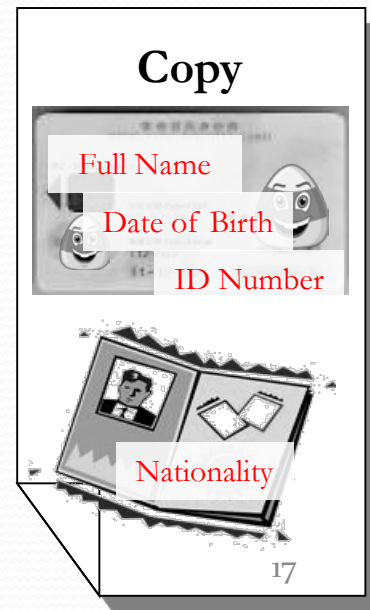 Copy
Full Name
Date of Birth
ID Number
Nationality
17